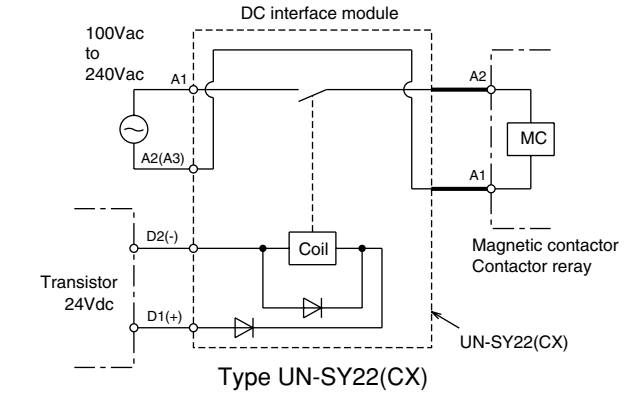 DC interface module
100Vac
to
240Vac
A1
A2
A2(A3)
MC
A1
D2(-)
Coil
Magnetic contactor
Contactor reray
Transistor
24Vdc
D1(+)
UN-SY22(CX)
Type UN-SY22(CX)